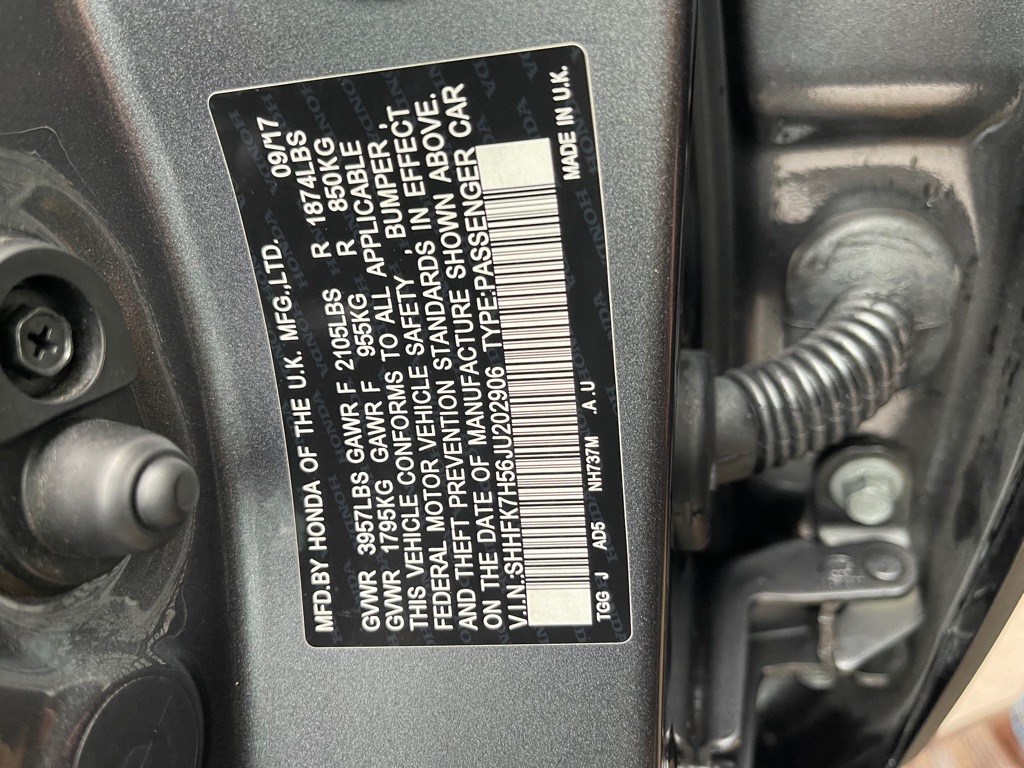 MFD.BY HONDA OF THE U.K. MFG.,LTD. 09/17
GVWR 3957LBS GAWR F 2105LBS R 1874LBS
GVWR 1795KG GAWR F 955KG R 850KG
THIS VEHICLE CONFORMS TO ALL APPLICABLE
FEDERAL MOTOR VEHICLE SAFETY, BUMPER,
AND THEFT PREVENTION STANDARDS, IN EFFECT
ON THE DATE OF MANUFACTURE SHOWN ABOVE.
V.I.N:SHHFK7H56JU202906 TYPE:PASSENGER CAR
TGG J AD5 NH737M A.U MADE IN U.K.